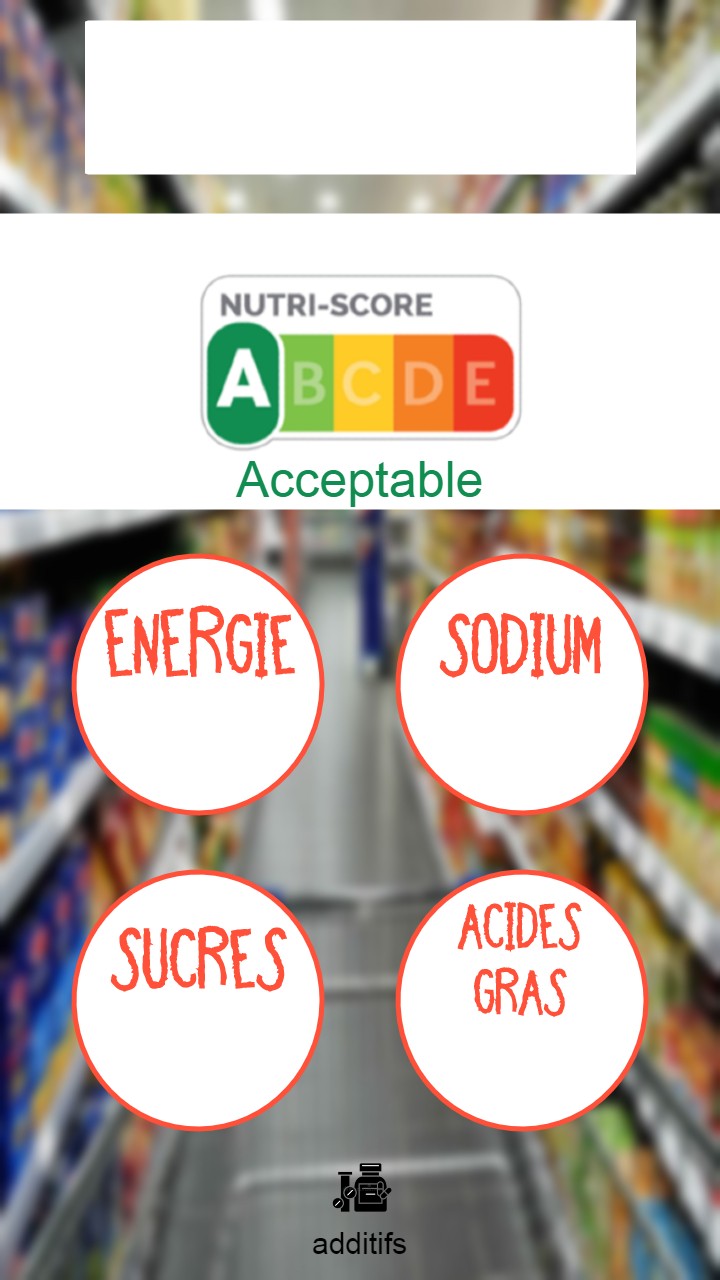 NUTRI-SCORE
A B C D E
Acceptable
ENERGIE
SODIUM
SUCRES
ACIDES
GRAS
additifs